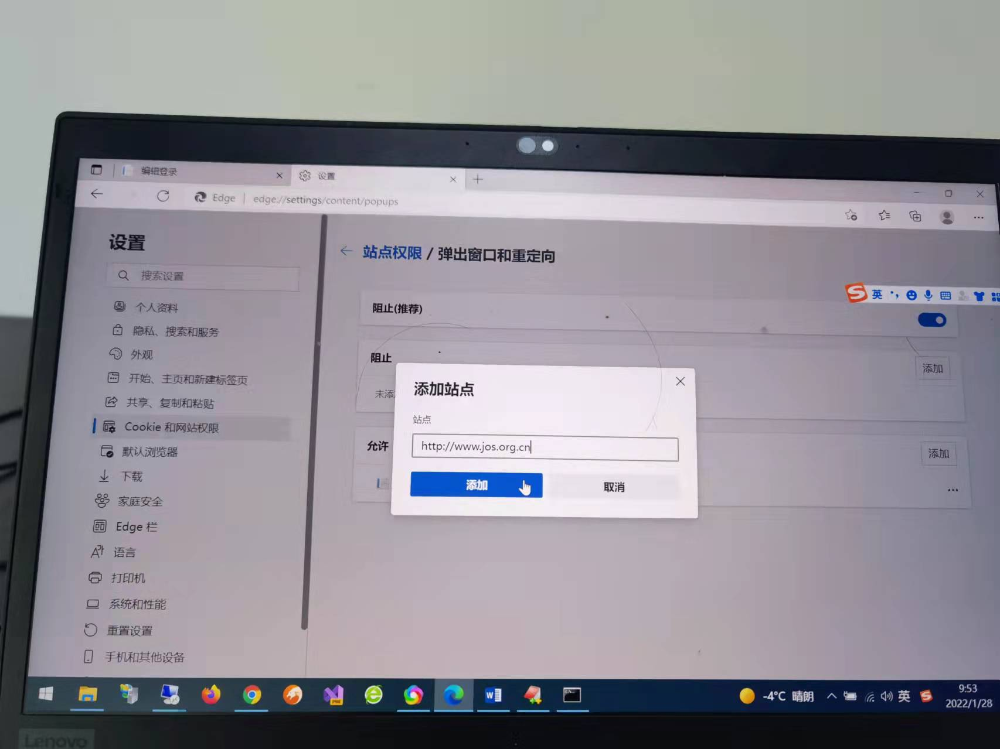 编辑登录
设置
Edge
edge://settings/content/popups
设置
搜索设置
个人资料
隐私、搜索和服务
外观
开始、主页和新建标签页
共享、复制和粘贴
Cookie 和网站权限
默认浏览器
下载
家庭安全
Edge 栏
语言
打印机
系统和性能
重置设置
手机和其他设备
站点权限 / 弹出窗口和重定向
阻止(推荐)
阻止
添加
未添
允许
添加
添加站点
站点
http://www.jos.org.cn
添加
取消
英
-4°C 晴朗
英
9:53
2022/1/28
Lenovo